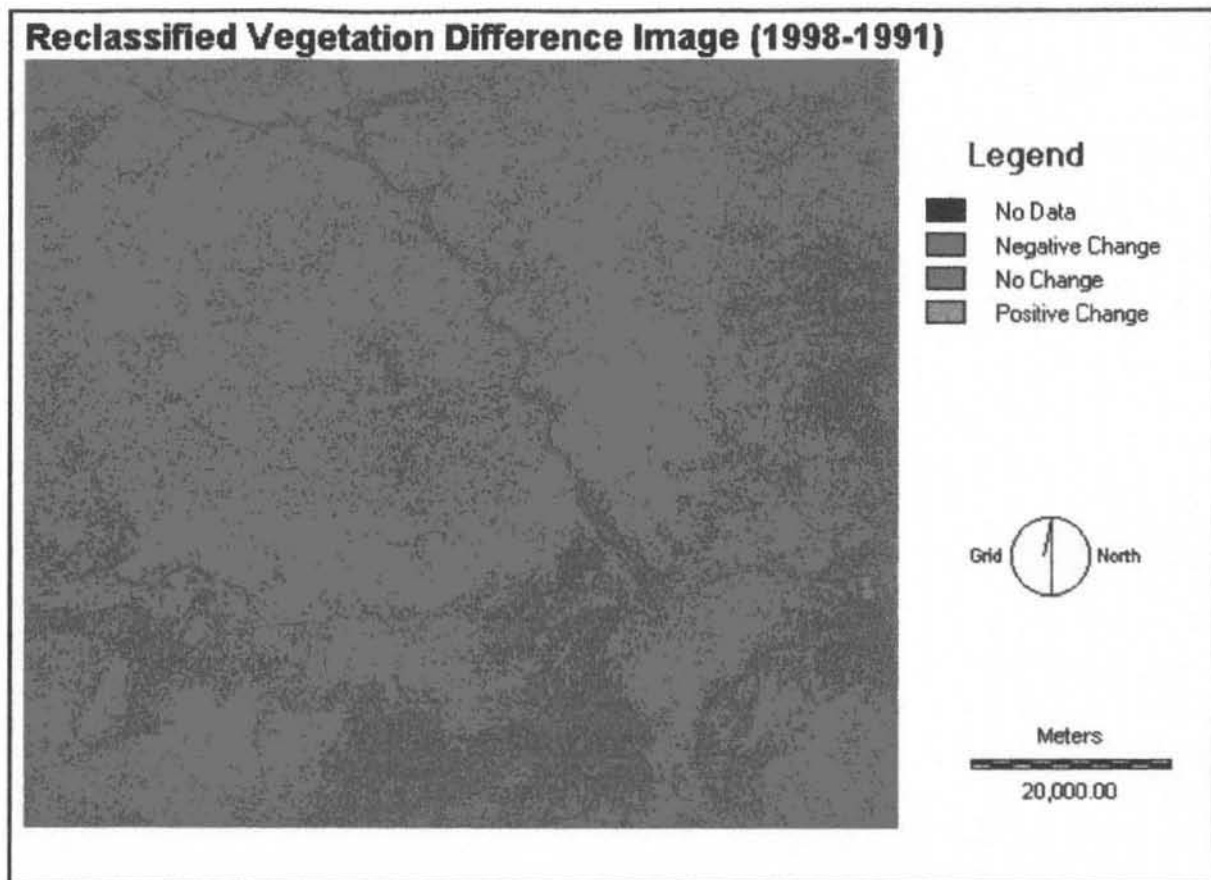 Reclassified Vegetation Difference Image (1998-1991)
Legend
No Data
Negative Change
No Change
Positive Change
Grid North
Meters
20,000.00